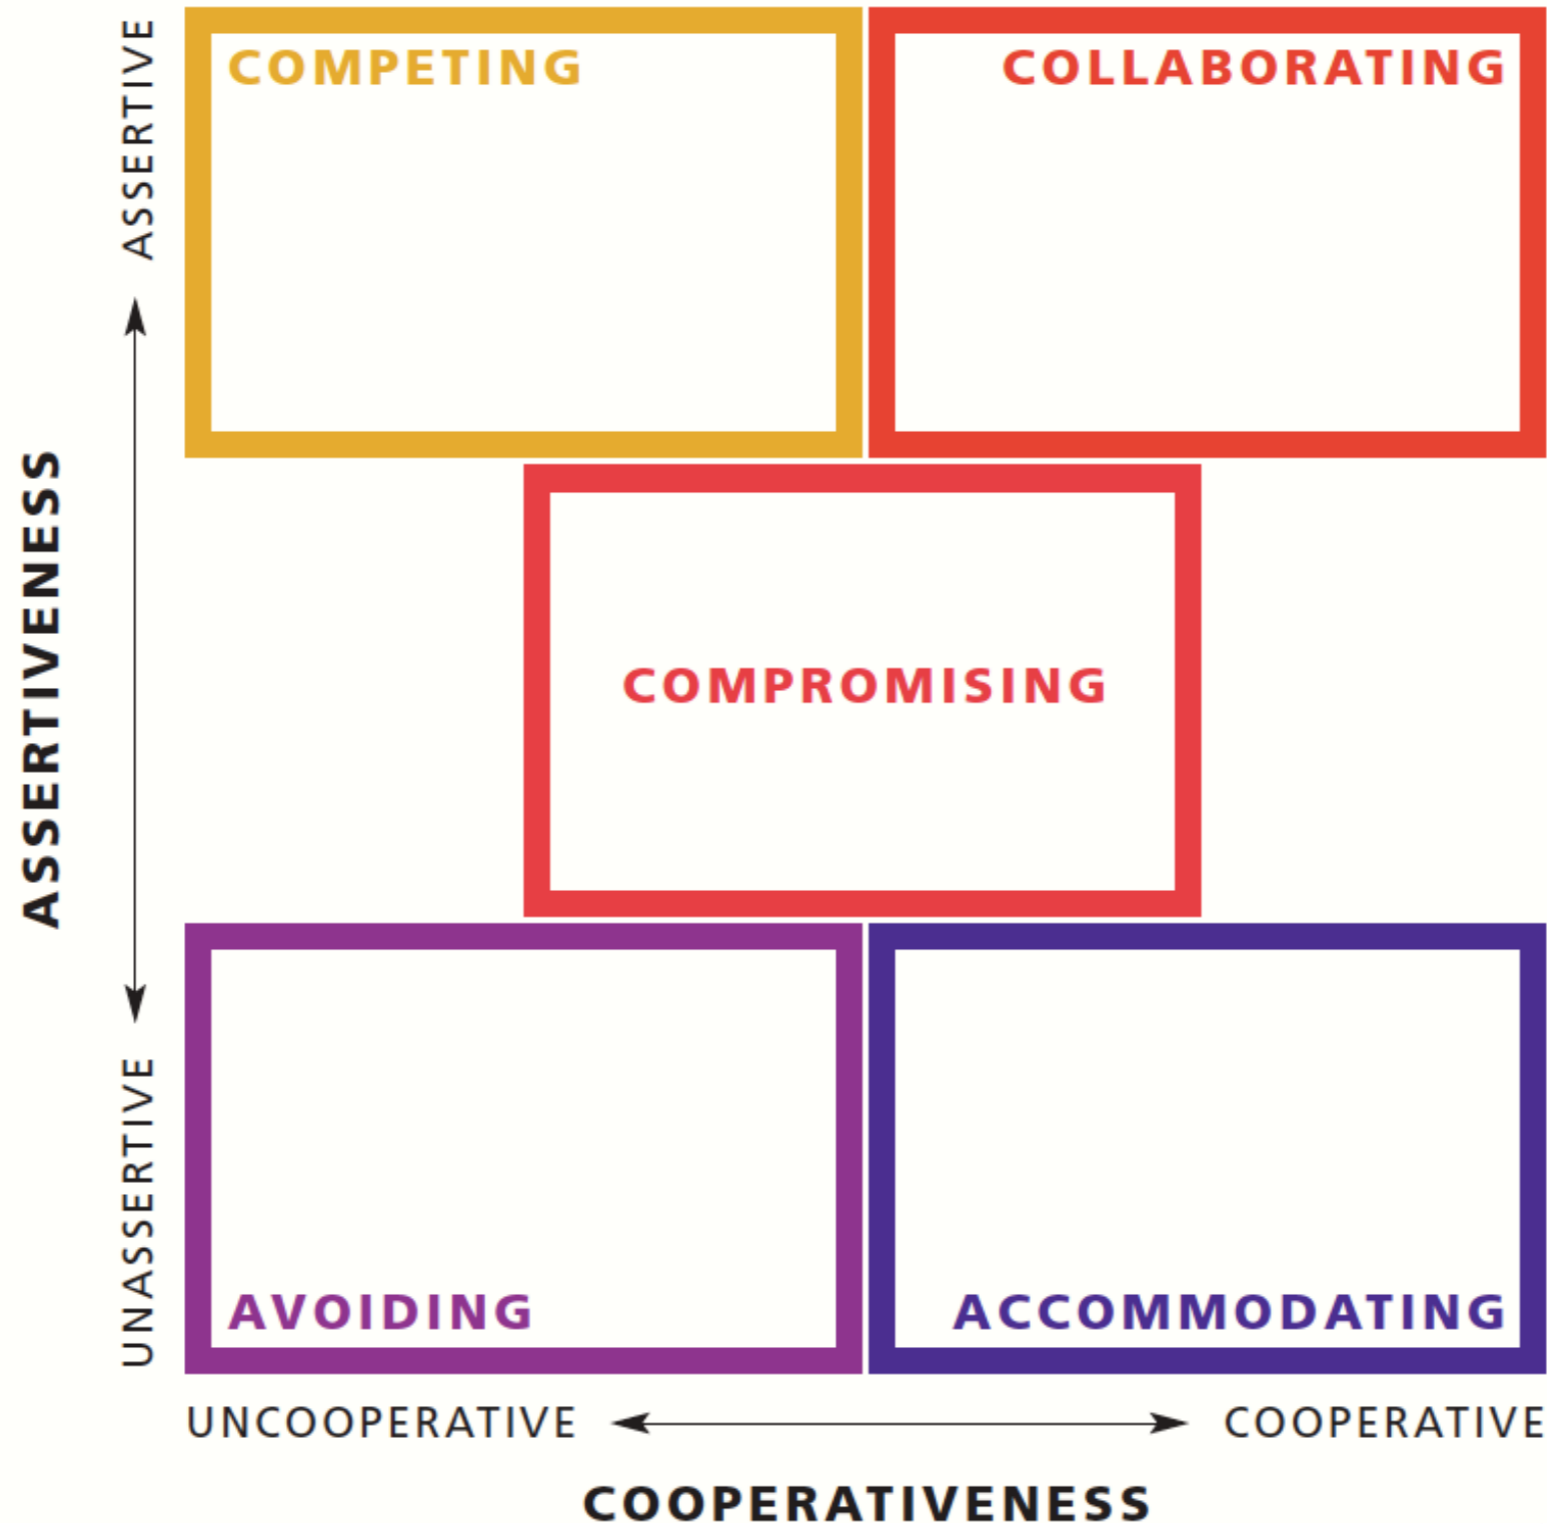 ASSERTIVENESS
ASSERTIVE
UNASSERTIVE
COMPETING
COLLABORATING
COMPROMISING
AVOIDING
ACCOMMODATING
UNCOOPERATIVE
COOPERATIVE
COOPERATIVENESS